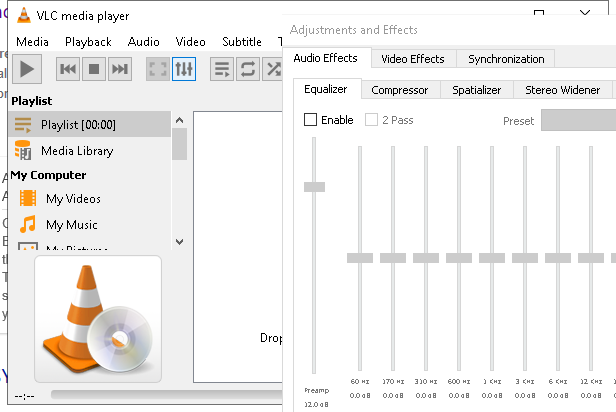 VLC media player
Media Playback Audio Video Subtitle T
Playlist
Playlist [00:00]
Media Library
My Computer
My Videos
My Music
My Pictures
Drop
--:--
Adjustments and Effects
Audio Effects Video Effects Synchronization
Equalizer Compressor Spatializer Stereo Widener
Enable 2 Pass Preset
60 Hz 170 Hz 310 Hz 600 Hz 1 KHz 3 KHz 6 KHz 12 KHz
Preamp
0.0 dB 0.0 dB 0.0 dB 0.0 dB 0.0 dB 0.0 dB 0.0 dB 0.0 dB
12.0 dB